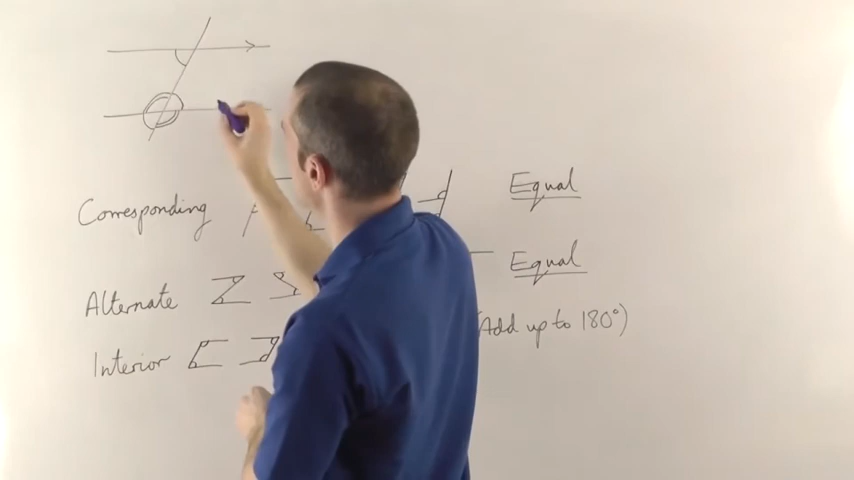 Corresponding Equal
Alternate Equal
Interior (Add up to 180°)